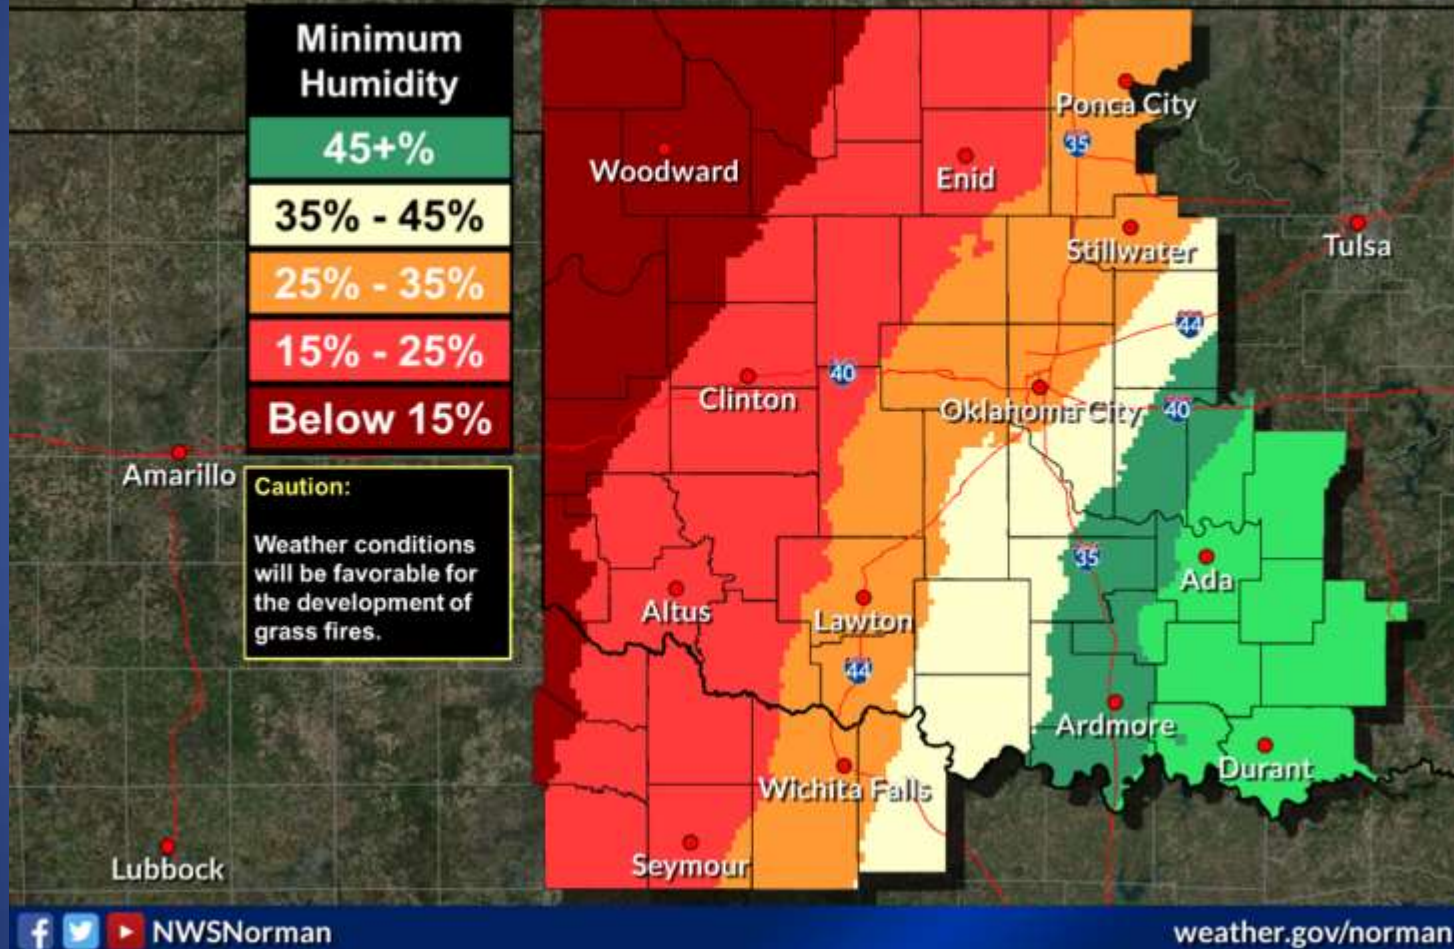 Minimum
Humidity
45+%
35% - 45%
25% - 35%
15% - 25%
Below 15%
Caution:
Weather conditions
will be favorable for
the development of
grass fires.
Ponca City
35
Woodward
Enid
Stillwater
Tulsa
44
Clinton
40
Oklahoma City
40
Amarillo
35
Ada
Altus
Lawton
44
Ardmore
Durant
Wichita Falls
Seymour
Lubbock
NWSNorman
weather.gov/norman